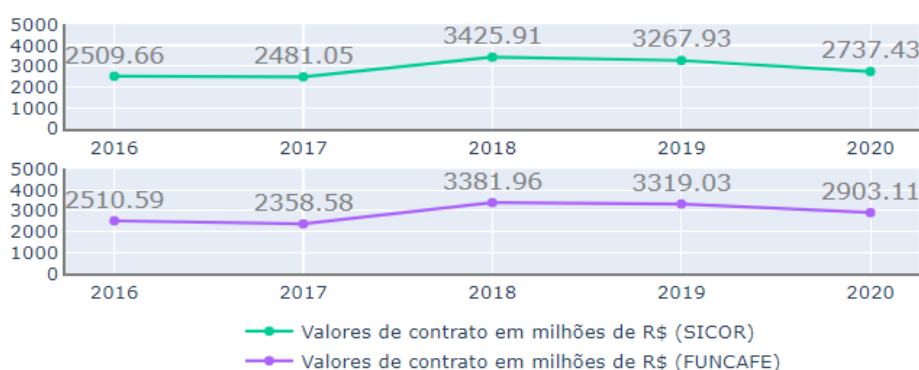 5000
4000
3000
2000
1000
0
2509.66 2481.05 3425.91 3267.93 2737.43
2016 2017 2018 2019 2020
5000
4000
3000
2000
1000
0
2510.59 2358.58 3381.96 3319.03 2903.11
2016 2017 2018 2019 2020
Valores de contrato em milhões de R$ (SICOR)
Valores de contrato em milhões de R$ (FUNCAFE)